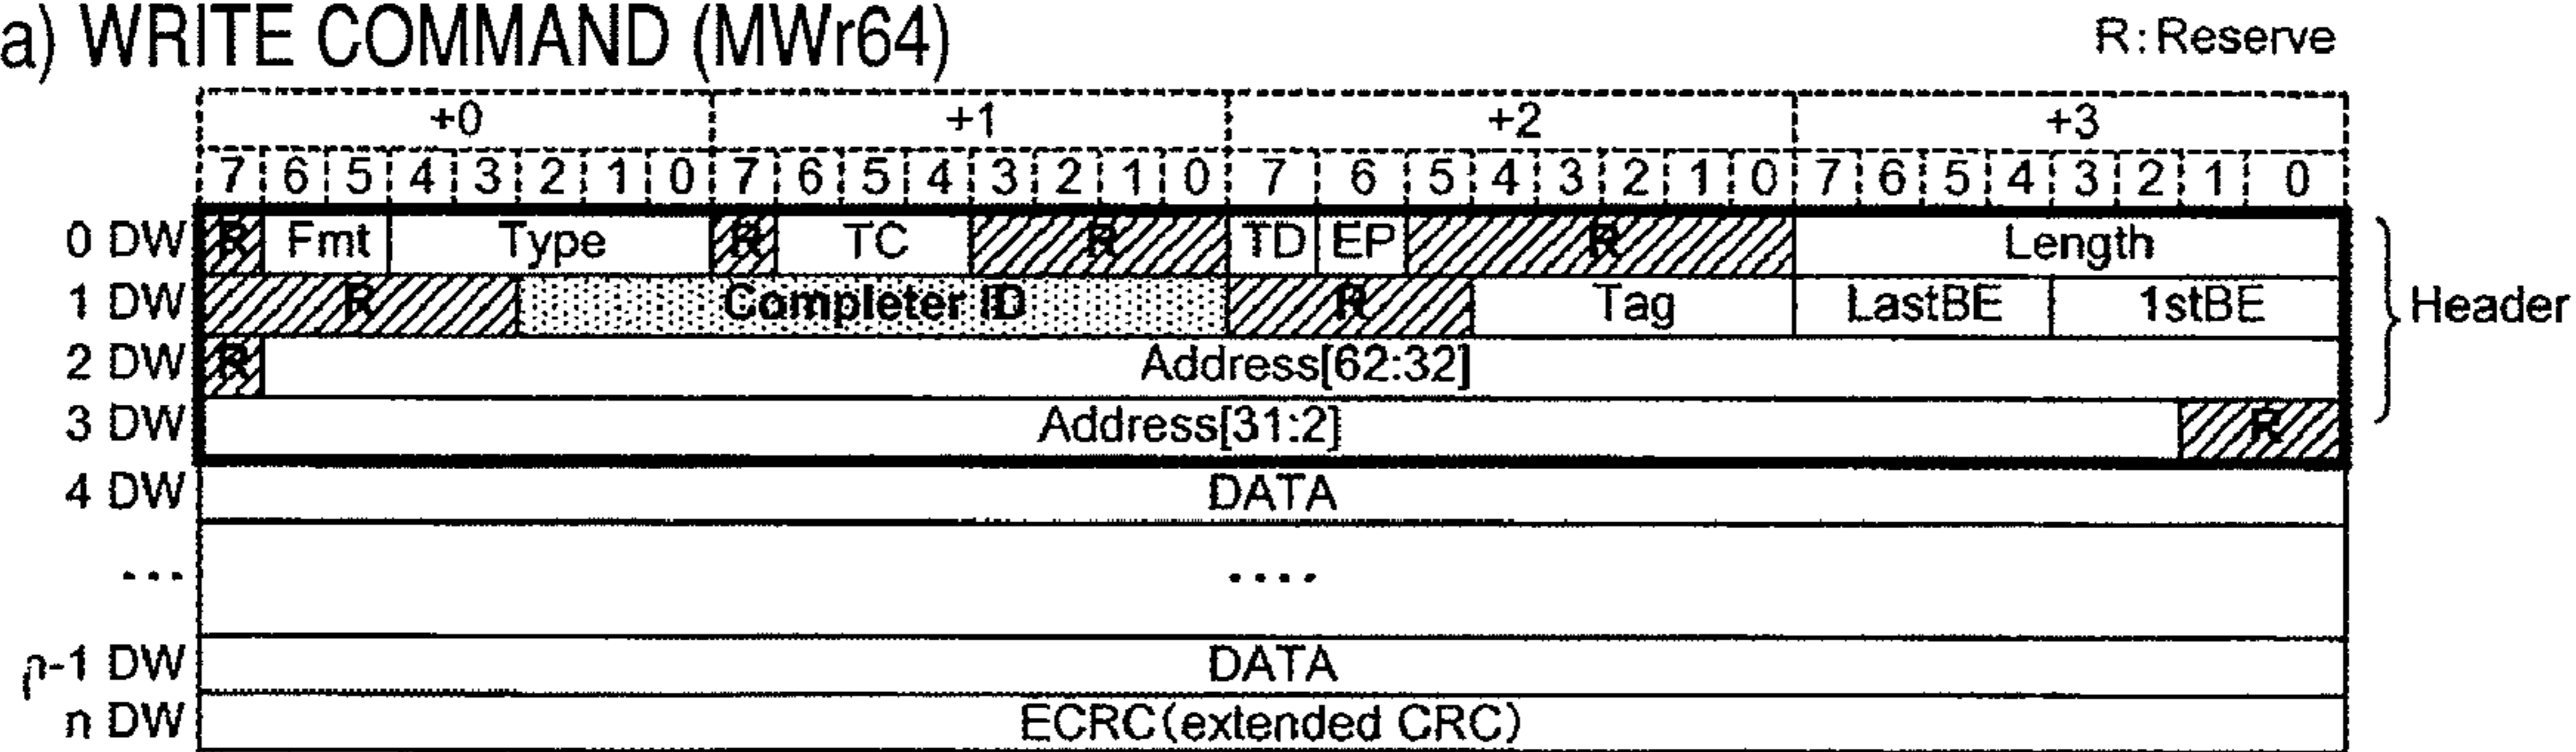 a) WRITE COMMAND (MWr64)
R:Reserve
+0 +1 +2 +3
7 6 5 4 3 2 1 0 7 6 5 4 3 2 1 0 7 6 5 4 3 2 1 0 7 6 5 4 3 2 1 0
0 DW R Fmt Type R TC R TD EP R Length
1 DW R Completer ID R Tag LastBE 1stBE
Header
2 DW R Address[62:32]
3 DW Address[31:2] R
4 DW DATA
... ....
n-1 DW DATA
n DW ECRC(extended CRC)